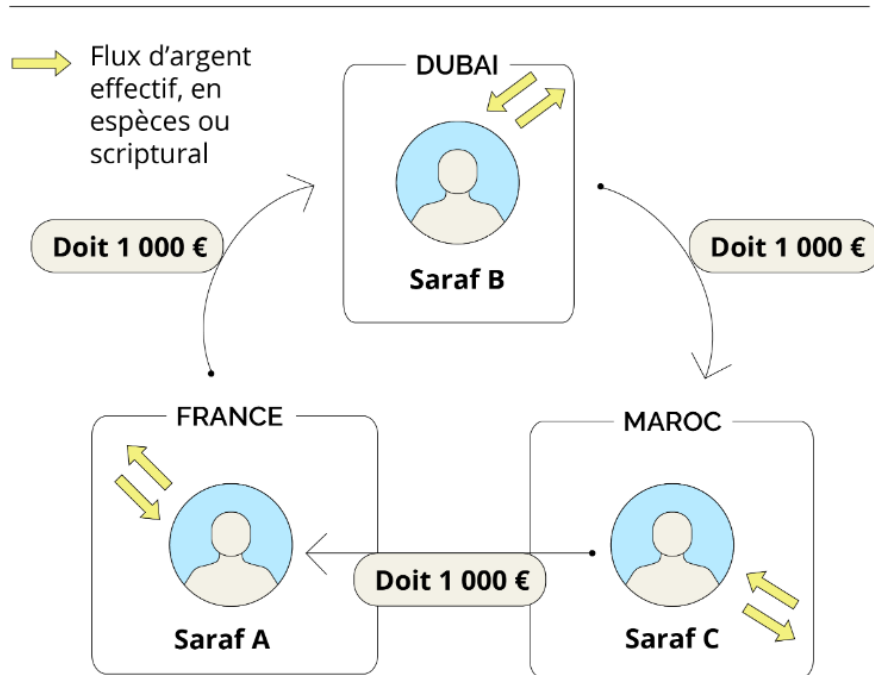 Flux d’argent
effectif, en
espèces ou
scriptural
DUBAI
Saraf B
Doit 1 000 €
Doit 1 000 €
FRANCE
Saraf A
MAROC
Saraf C
Doit 1 000 €